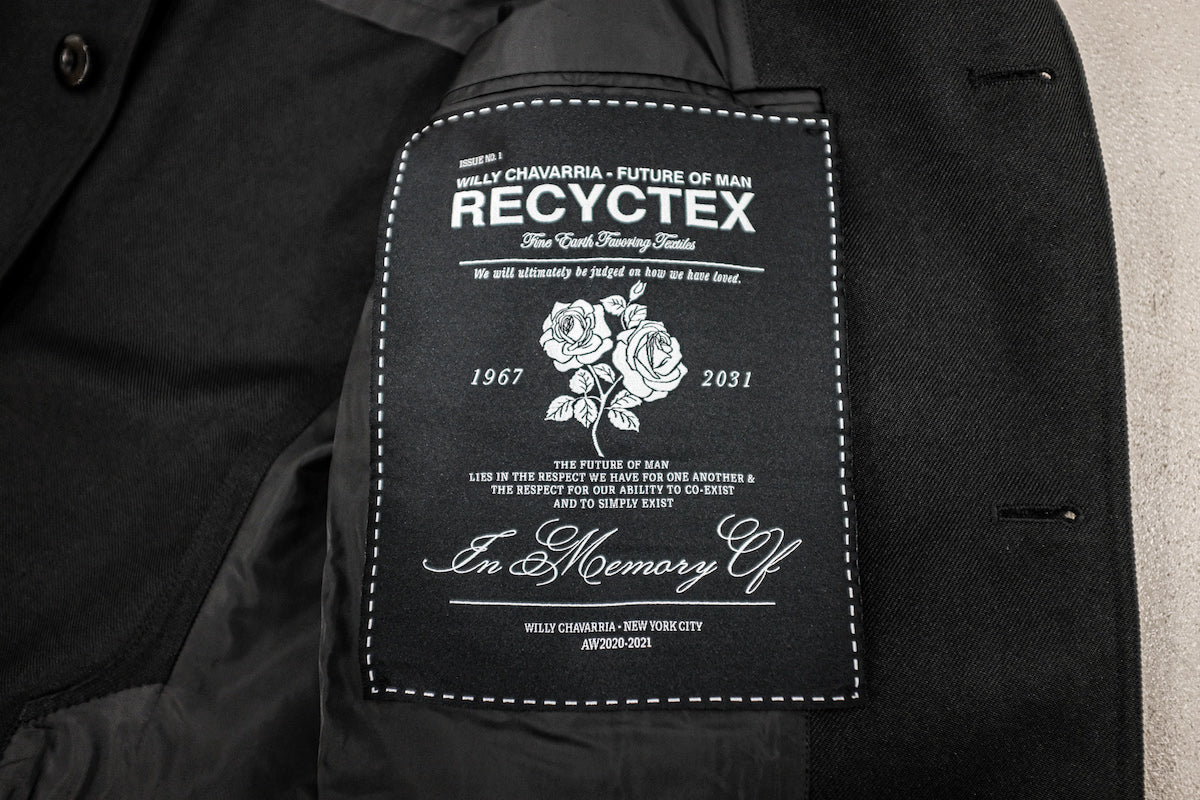 ISSUE NO. 1
WILLY CHAVARRIA - FUTURE OF MAN
RECYCTEX
Fine Earth Favoring Textiles
We will ultimately be judged on how we have loved.
1967 2031
THE FUTURE OF MAN
LIES IN THE RESPECT WE HAVE FOR ONE ANOTHER &
THE RESPECT FOR OUR ABILITY TO CO-EXIST
AND TO SIMPLY EXIST
In Memory Of
WILLY CHAVARRIA - NEW YORK CITY
AW2020-2021